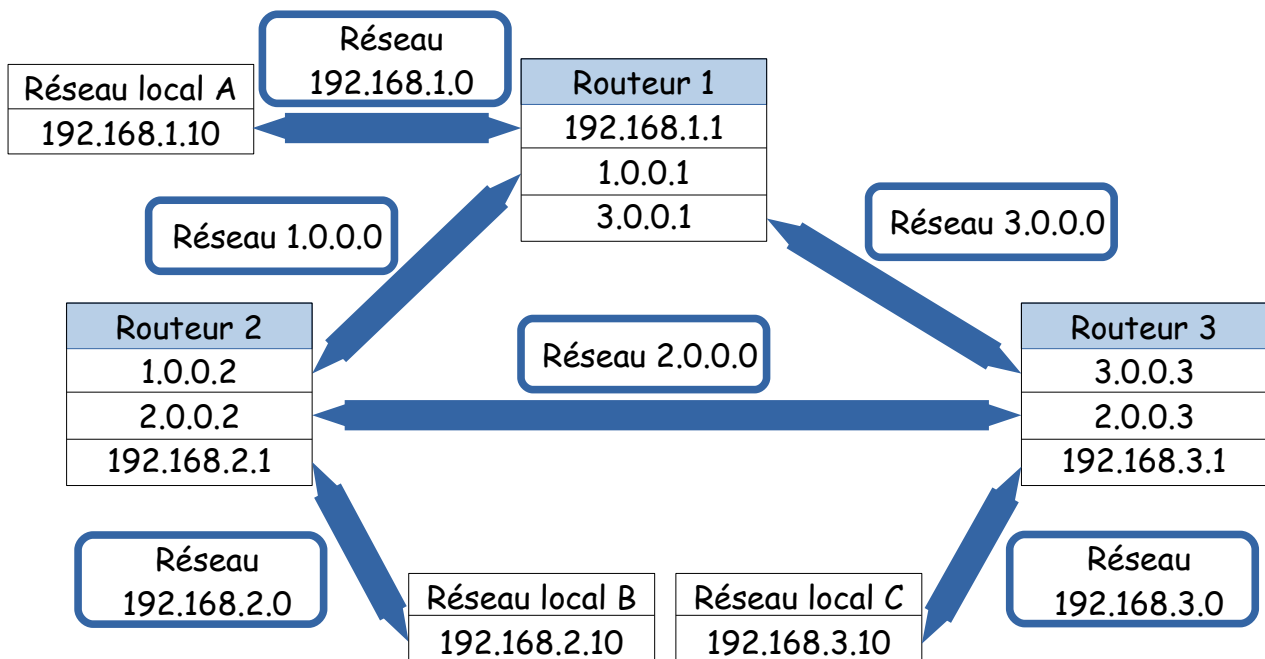 Réseau
192.168.1.0
Réseau local A
192.168.1.10
Routeur 1
192.168.1.1
1.0.0.1
3.0.0.1
Réseau 1.0.0.0
Réseau 3.0.0.0
Routeur 2
1.0.0.2
2.0.0.2
192.168.2.1
Réseau 2.0.0.0
Routeur 3
3.0.0.3
2.0.0.3
192.168.3.1
Réseau
192.168.2.0
Réseau local B
192.168.2.10
Réseau local C
192.168.3.10
Réseau
192.168.3.0